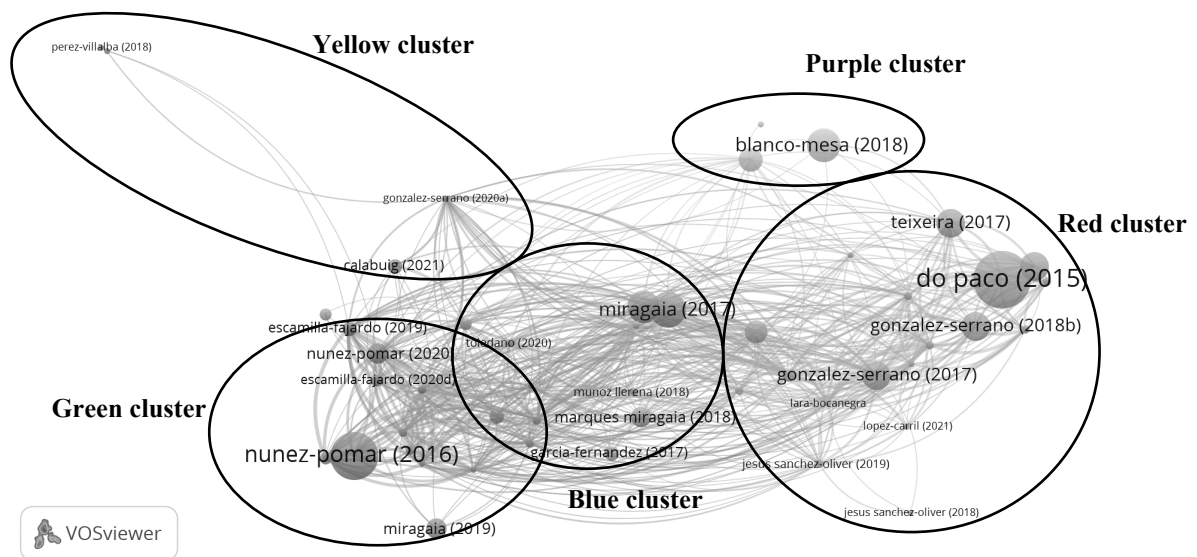 perez-villalba (2018)
Yellow cluster
Purple cluster
blanco-mesa (2018)
gonzalez-serrano (2020a)
teixeira (2017)
Red cluster
calabuig (2021)
do paco (2015)
miragaia (2017)
escamilla-fajardo (2019)
gonzalez-serrano (2018b)
toledano (2020)
nunez-pomar (2020)
escamilla-fajardo (2020d)
gonzalez-serrano (2017)
munoz llerena (2018)
lara-bocanegra
Green cluster
marques miragaia (2018)
lopez-carril (2021)
nunez-pomar (2016)
garcia-fernandez (2017)
jesus sanchez-oliver (2019)
Blue cluster
jesus sanchez-oliver (2018)
miragaia (2019)
VOSviewer